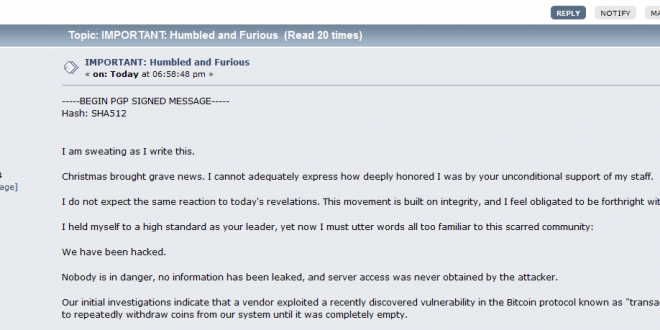 REPLY NOTIFY
Topic: IMPORTANT: Humbled and Furious (Read 20 times)
IMPORTANT: Humbled and Furious
« on: Today at 06:58:48 pm »
-----BEGIN PGP SIGNED MESSAGE-----
Hash: SHA512
I am sweating as I write this.
Christmas brought grave news. I cannot adequately express how deeply honored I was by your unconditional support of my staff.
I do not expect the same reaction to today's revelations. This movement is built on integrity, and I feel obligated to be forthright
I held myself to a high standard as your leader, yet now I must utter words all too familiar to this scarred community:
We have been hacked.
Nobody is in danger, no information has been leaked, and server access was never obtained by the attacker.
Our initial investigations indicate that a vendor exploited a recently discovered vulnerability in the Bitcoin protocol known as
to repeatedly withdraw coins from our system until it was completely empty.